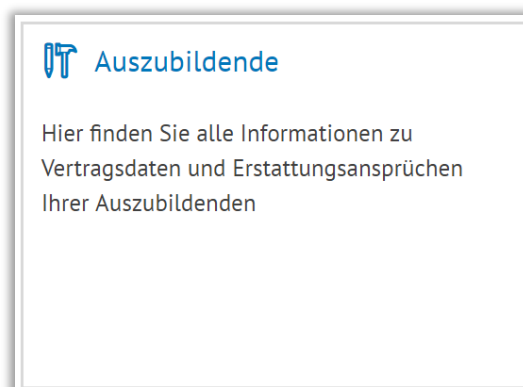 Auszubildende
Hier finden Sie alle Informationen zu
Vertragsdaten und Erstattungsansprüchen
Ihrer Auszubildenden